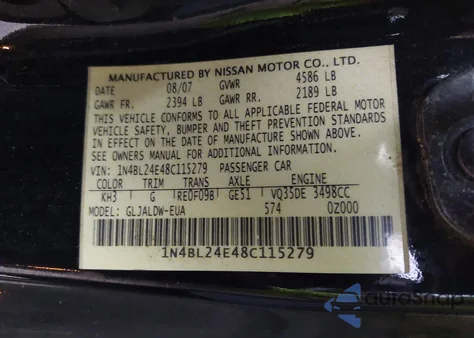 MANUFACTURED BY NISSAN MOTOR CO., LTD.
DATE 08/07 GVWR 4586 LB
GAWR FR. 2394 LB GAWR RR. 2189 LB
THIS VEHICLE CONFORMS TO ALL APPLICABLE FEDERAL MOTOR
VEHICLE SAFETY, BUMPER AND THEFT PREVENTION STANDARDS
IN EFFECT ON THE DATE OF MANUFACTURE SHOWN ABOVE.
SEE OWNERS MANUAL FOR ADDITIONAL INFORMATION.
VIN: 1N4BL24E48C115279 PASSENGER CAR
COLOR TRIM TRANS AXLE ENGINE
KH3 G RE0F09B GE51 VQ35DE 3498CC
MODEL: GLJALDW-EUA 574 0Z000
1N4BL24E48C115279
autoSnap